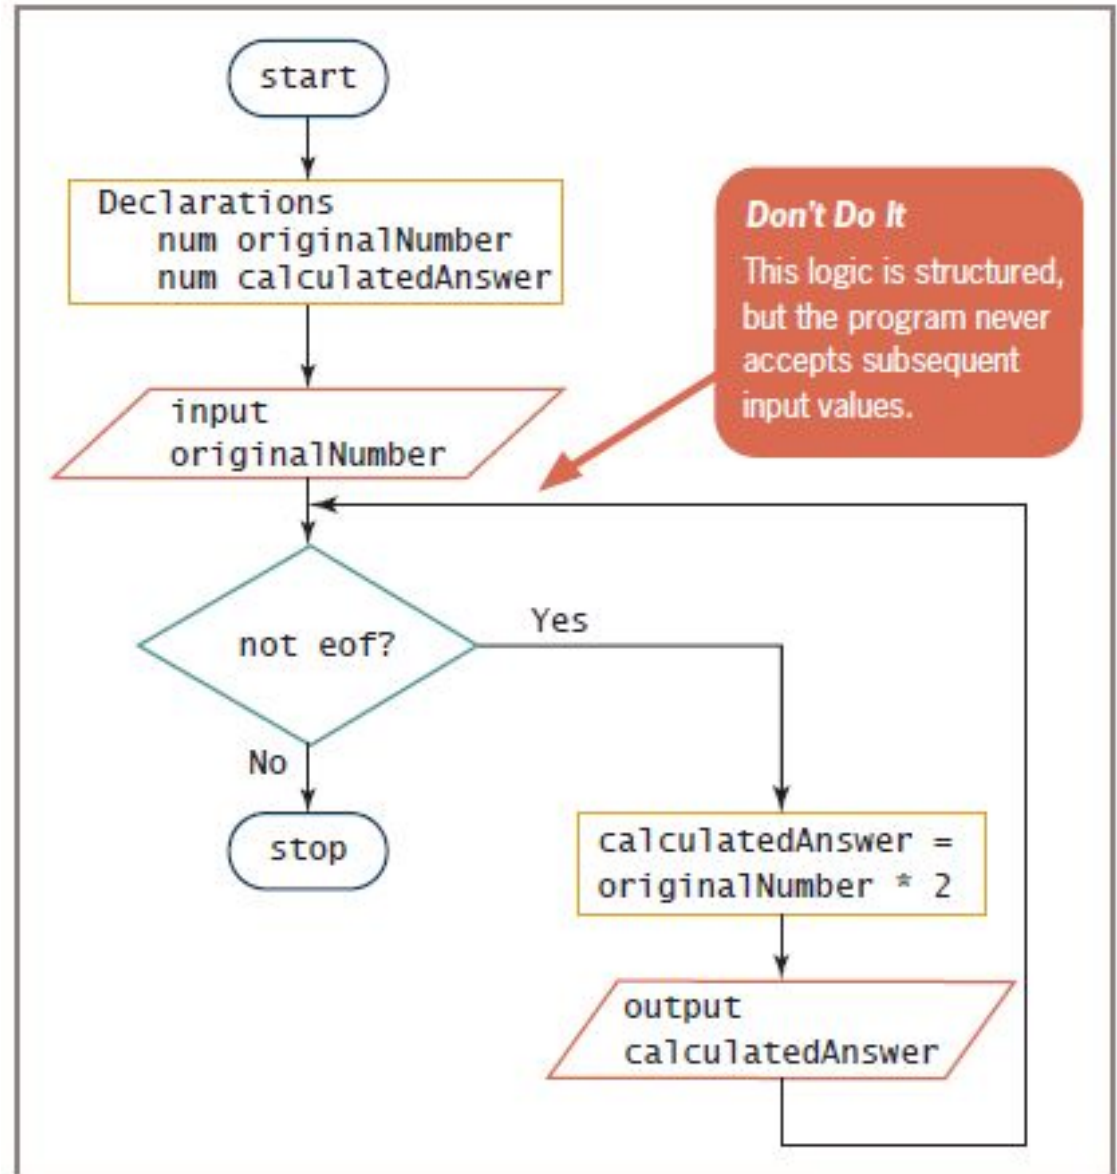 start
Declarations
num originalNumber
num calculatedAnswer
Don't Do It
This logic is structured,
but the program never
accepts subsequent
input values.
input
originalNumber
not eof?
Yes
No
stop
calculatedAnswer =
originalNumber * 2
output
calculatedAnswer